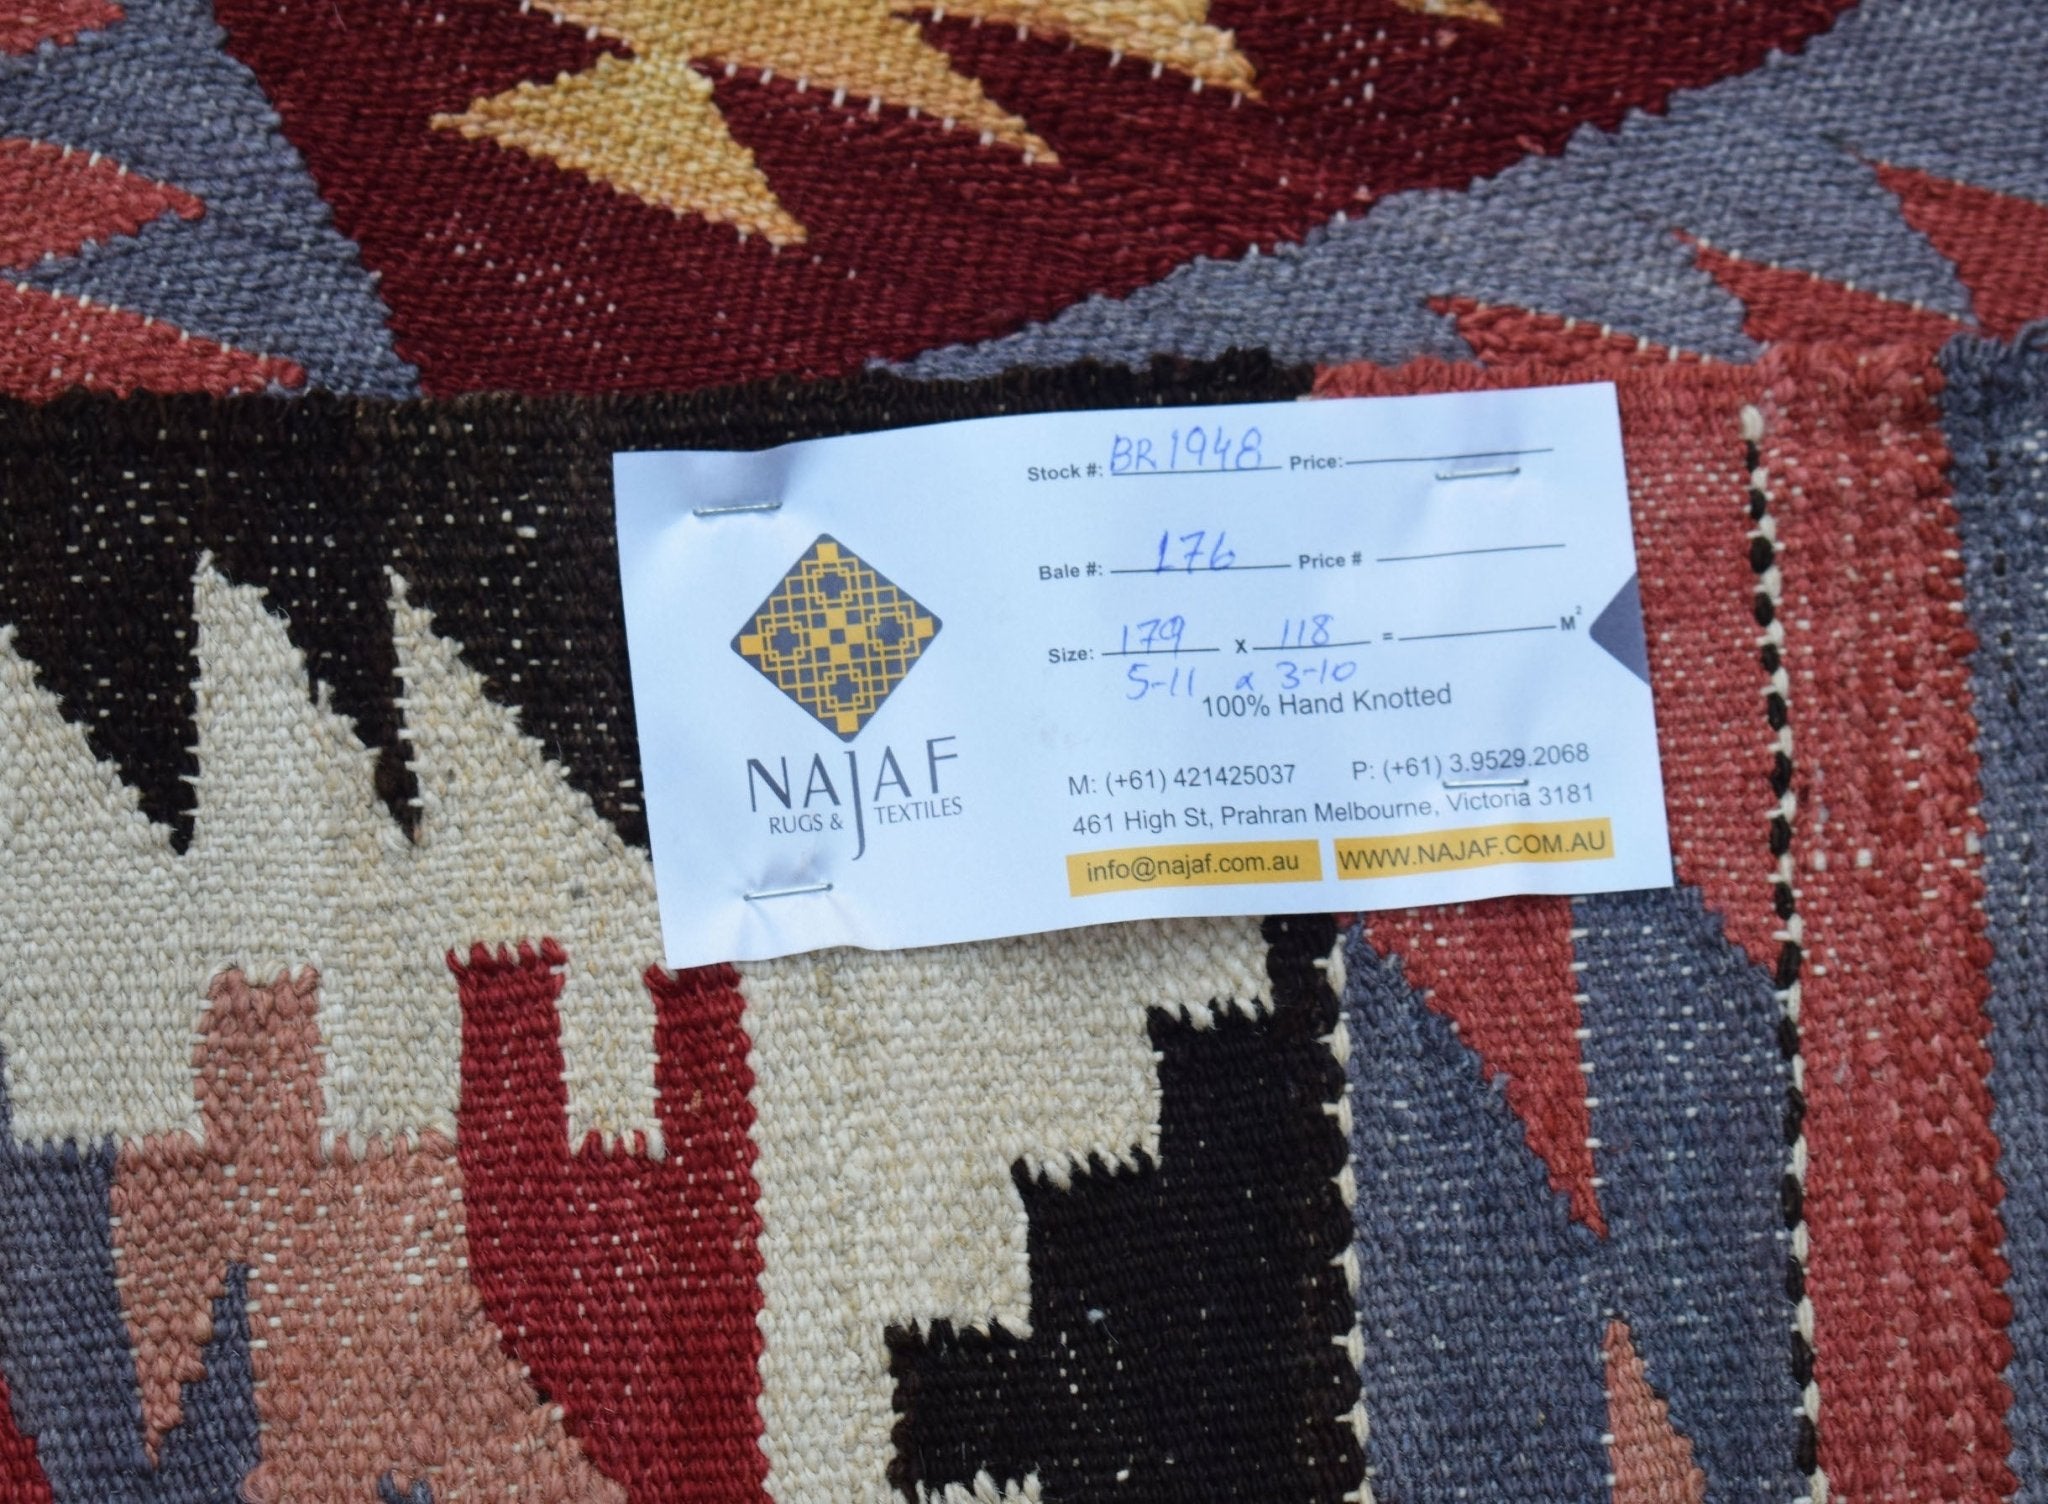 Stock #: BR1948 Price:
Bale #: 176 Price #
Size: 179 x 118 = M²
5-11 x 3-10
100% Hand Knotted
NAJAF
RUGS & TEXTILES
M: (+61) 421425037 P: (+61) 3.9529.2068
461 High St, Prahran Melbourne, Victoria 3181
info@najaf.com.au WWW.NAJAF.COM.AU